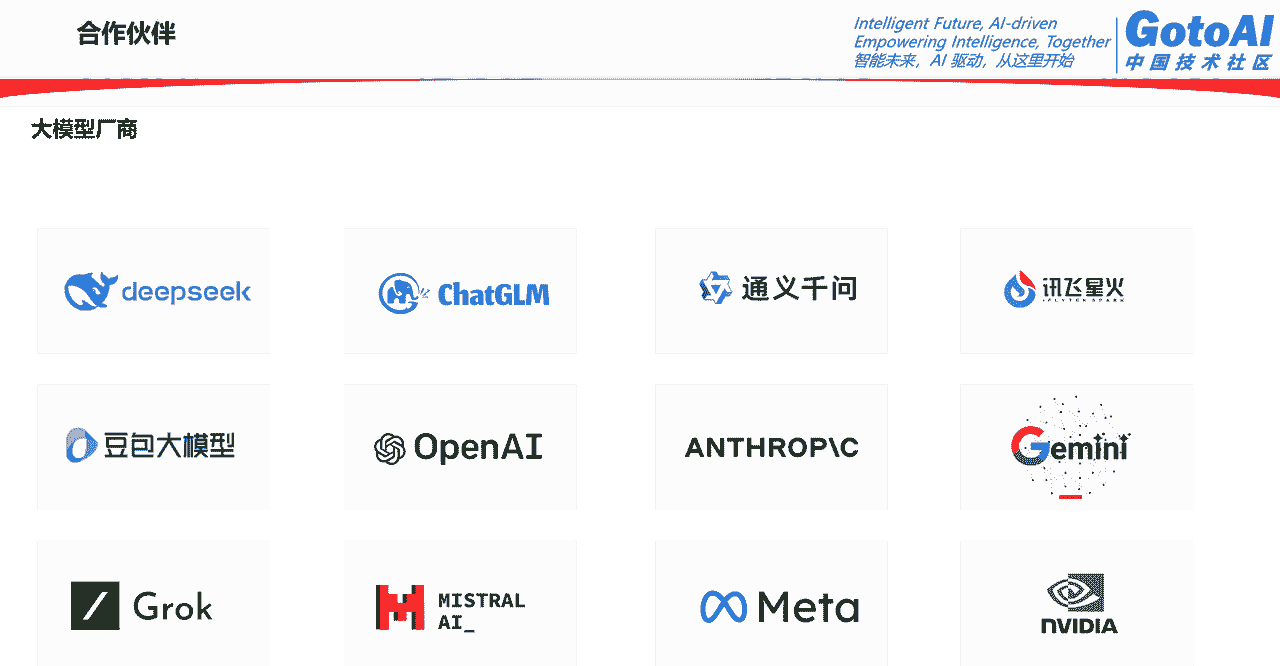 合作伙伴
Intelligent Future, AI-driven
Empowering Intelligence, Together
智能未来，AI 驱动，从这里开始
GotoAI
中国技术社区
大模型厂商
deepseek
ChatGLM
通义千问
讯飞星火
IFLYTEK SPARK
豆包大模型
OpenAI
ANTHROP\C
Gemini
Grok
MISTRAL
AI_
Meta
NVIDIA